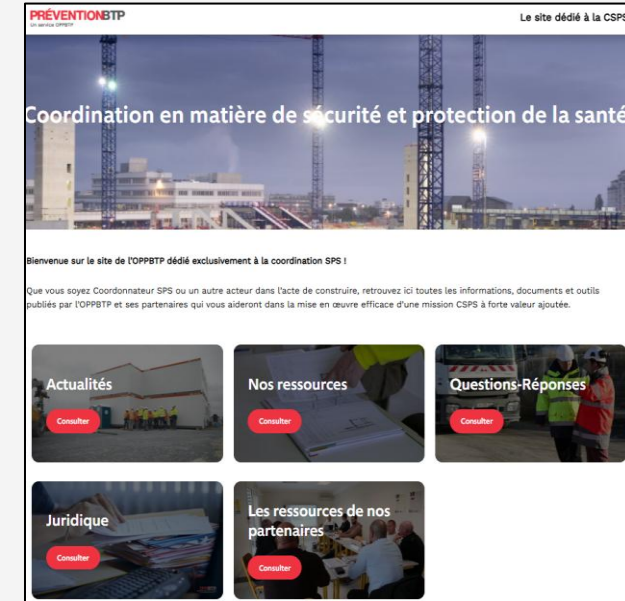 PRÉVENTIONBTP
Un service OPPBTP
Le site dédié à la CSPS
Coordination en matière de sécurité et protection de la santé
Bienvenue sur le site de l'OPPBTP dédié exclusivement à la coordination SPS !
Que vous soyez Coordonnateur SPS ou un autre acteur dans l'acte de construire, retrouvez ici toutes les informations, documents et outils
publiés par l'OPPBTP et ses partenaires qui vous aideront dans la mise en œuvre efficace d'une mission CSPS à forte valeur ajoutée.
Actualités
Consulter
Nos ressources
Consulter
Questions-Réponses
Consulter
Juridique
Consulter
Les ressources de nos
partenaires
Consulter